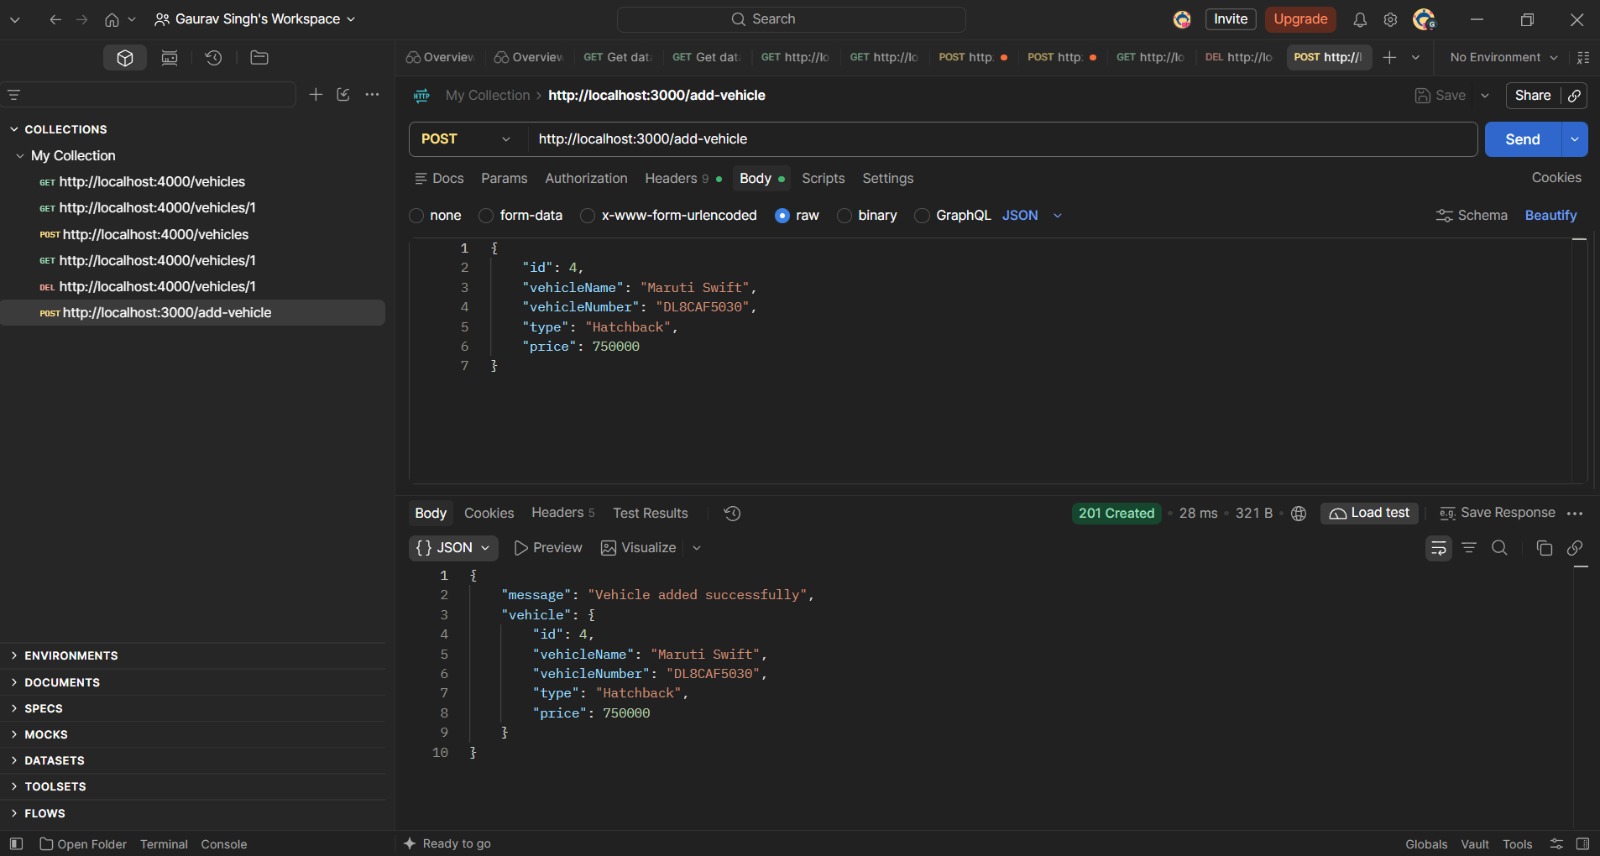 Gaurav Singh's Workspace
Search
Invite
Upgrade
Overview
Overview
GET Get dat
GET Get dat
GET http://lo
GET http://lo
POST http:
POST http:
GET http://lo
DEL http://lo
POST http://l
No Environment
HTTP My Collection > http://localhost:3000/add-vehicle
Save
Share
COLLECTIONS
My Collection
GET http://localhost:4000/vehicles
GET http://localhost:4000/vehicles/1
POST http://localhost:4000/vehicles
GET http://localhost:4000/vehicles/1
DEL http://localhost:4000/vehicles/1
POST http://localhost:3000/add-vehicle
ENVIRONMENTS
DOCUMENTS
SPECS
MOCKS
DATASETS
TOOLSETS
FLOWS
POST http://localhost:3000/add-vehicle
Send
Docs Params Authorization Headers 9 Body Scripts Settings
Cookies
none form-data x-www-form-urlencoded raw binary GraphQL JSON
Schema Beautify
1 {
2 "id": 4,
3 "vehicleName": "Maruti Swift",
4 "vehicleNumber": "DL8CAF5030",
5 "type": "Hatchback",
6 "price": 750000
7 }
Body Cookies Headers 5 Test Results
201 Created • 28 ms • 321 B
Load test
e.g. Save Response
{} JSON Preview Visualize
1 {
2 "message": "Vehicle added successfully",
3 "vehicle": {
4 "id": 4,
5 "vehicleName": "Maruti Swift",
6 "vehicleNumber": "DL8CAF5030",
7 "type": "Hatchback",
8 "price": 750000
9 }
10 }
Open Folder Terminal Console
Ready to go
Globals Vault Tools